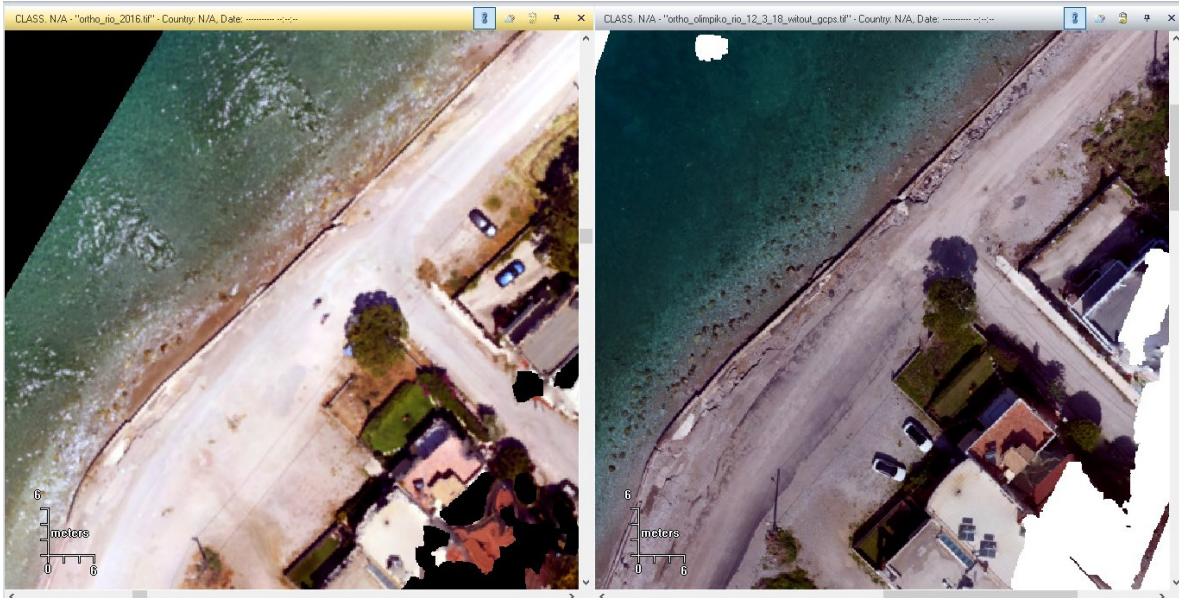 CLASS. N/A - "ortho_rio_2016.tif" - Country: N/A, Date: ---------- --:--:--
CLASS. N/A - "ortho_olimpiko_rio_12_3_18_witout_gcps.tif" - Country: N/A, Date: ---------- --:--:--
6
meters
0 6
6
meters
0 6